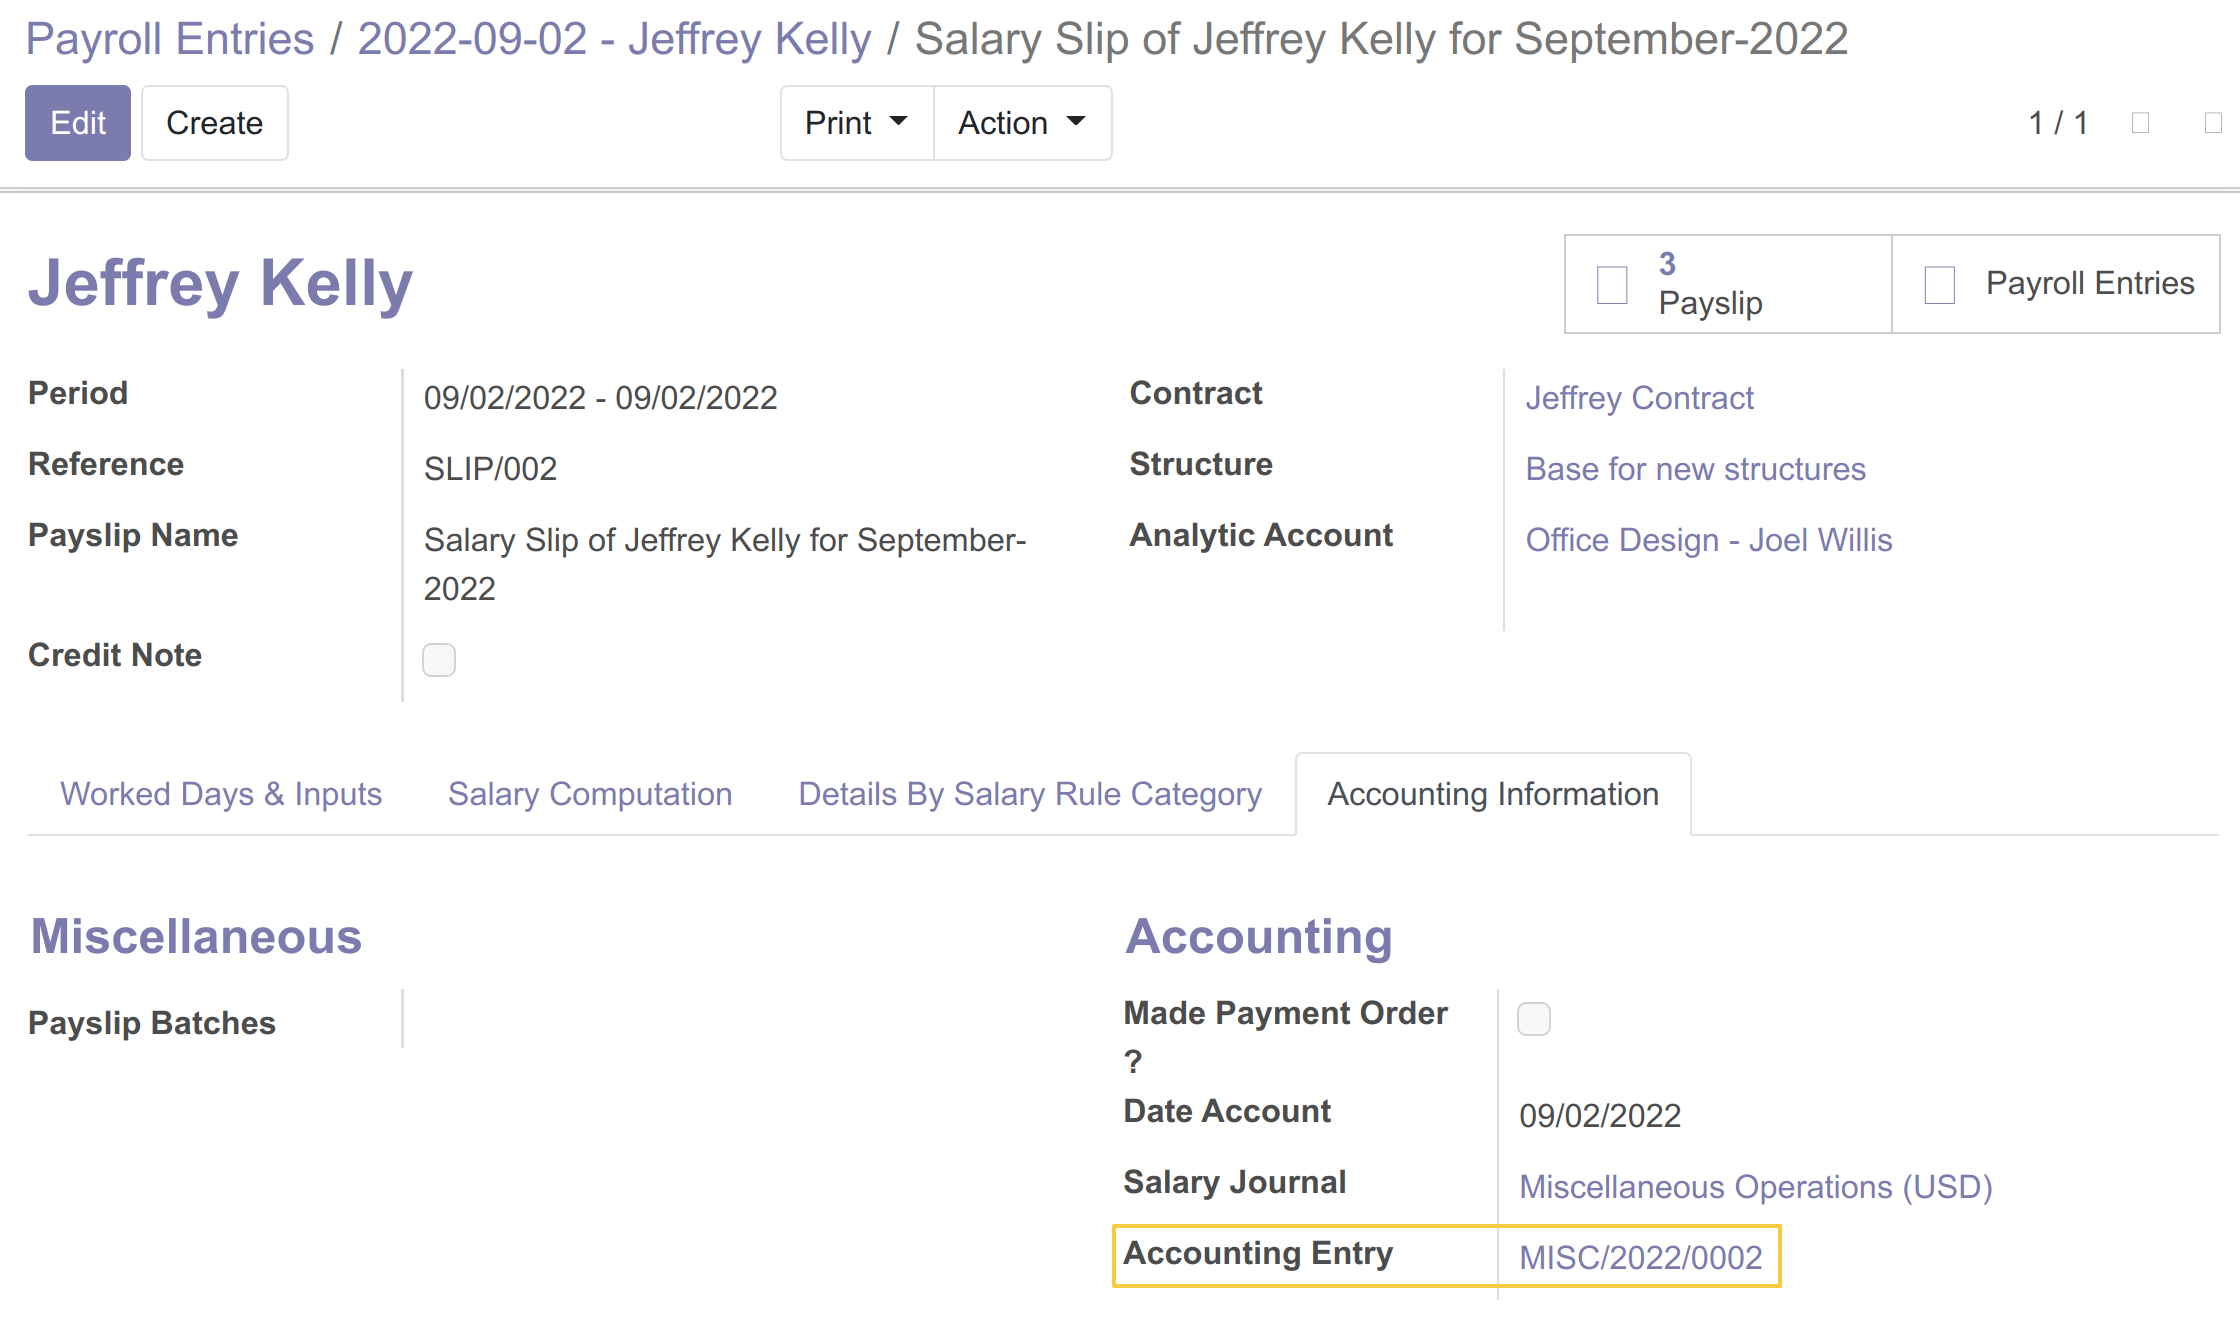 Payroll Entries / 2022-09-02 - Jeffrey Kelly / Salary Slip of Jeffrey Kelly for September-2022
Edit Create Print Action 1 / 1
Jeffrey Kelly
3
Payslip
Payroll Entries
Period 09/02/2022 - 09/02/2022
Contract Jeffrey Contract
Reference SLIP/002
Structure Base for new structures
Payslip Name Salary Slip of Jeffrey Kelly for September-
2022
Analytic Account Office Design - Joel Willis
Credit Note
Worked Days & Inputs Salary Computation Details By Salary Rule Category Accounting Information
Miscellaneous
Payslip Batches
Accounting
Made Payment Order
?
Date Account 09/02/2022
Salary Journal Miscellaneous Operations (USD)
Accounting Entry MISC/2022/0002